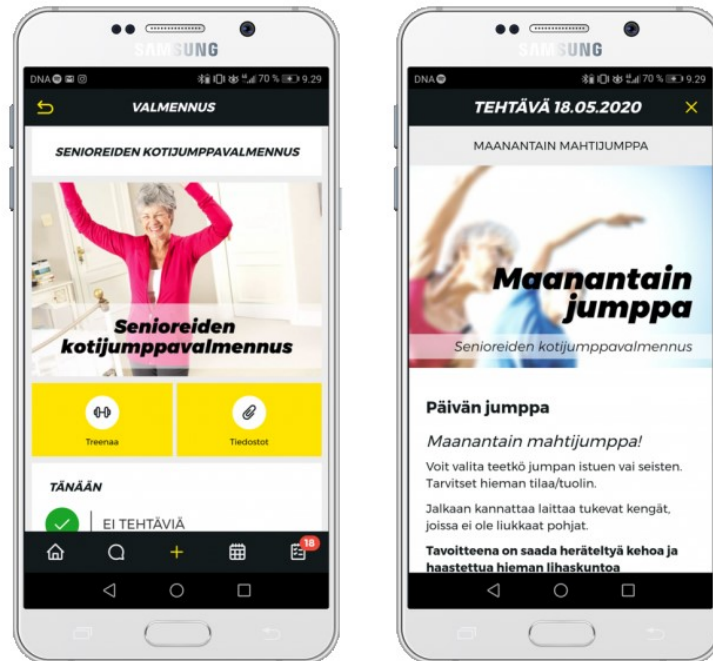 SAMSUNG
DNA 70 % 9.29
VALMENNUS
SENIOREIDEN KOTIJUMPPAVALMENNUS
Senioreiden
kotijumppavalmennus
Treenaa Tiedostot
TÄNÄÄN
EI TEHTÄVIÄ
18
SAMSUNG
DNA 70 % 9.29
TEHTÄVÄ 18.05.2020
MAANANTAIN MAHTIJUMPPA
Maanantain
jumppa
Senioreiden kotijumppavalmennus
Päivän jumppa
Maanantain mahtijumppa!
Voit valita teetkö jumpan istuen vai seisten.
Tarvitset hieman tilaa/tuolin.
Jalkaan kannattaa laittaa tukevat kengät,
joissa ei ole liukkaat pohjat.
Tavoitteena on saada heräteltyä kehoa ja
haastettua hieman lihaskuntoa